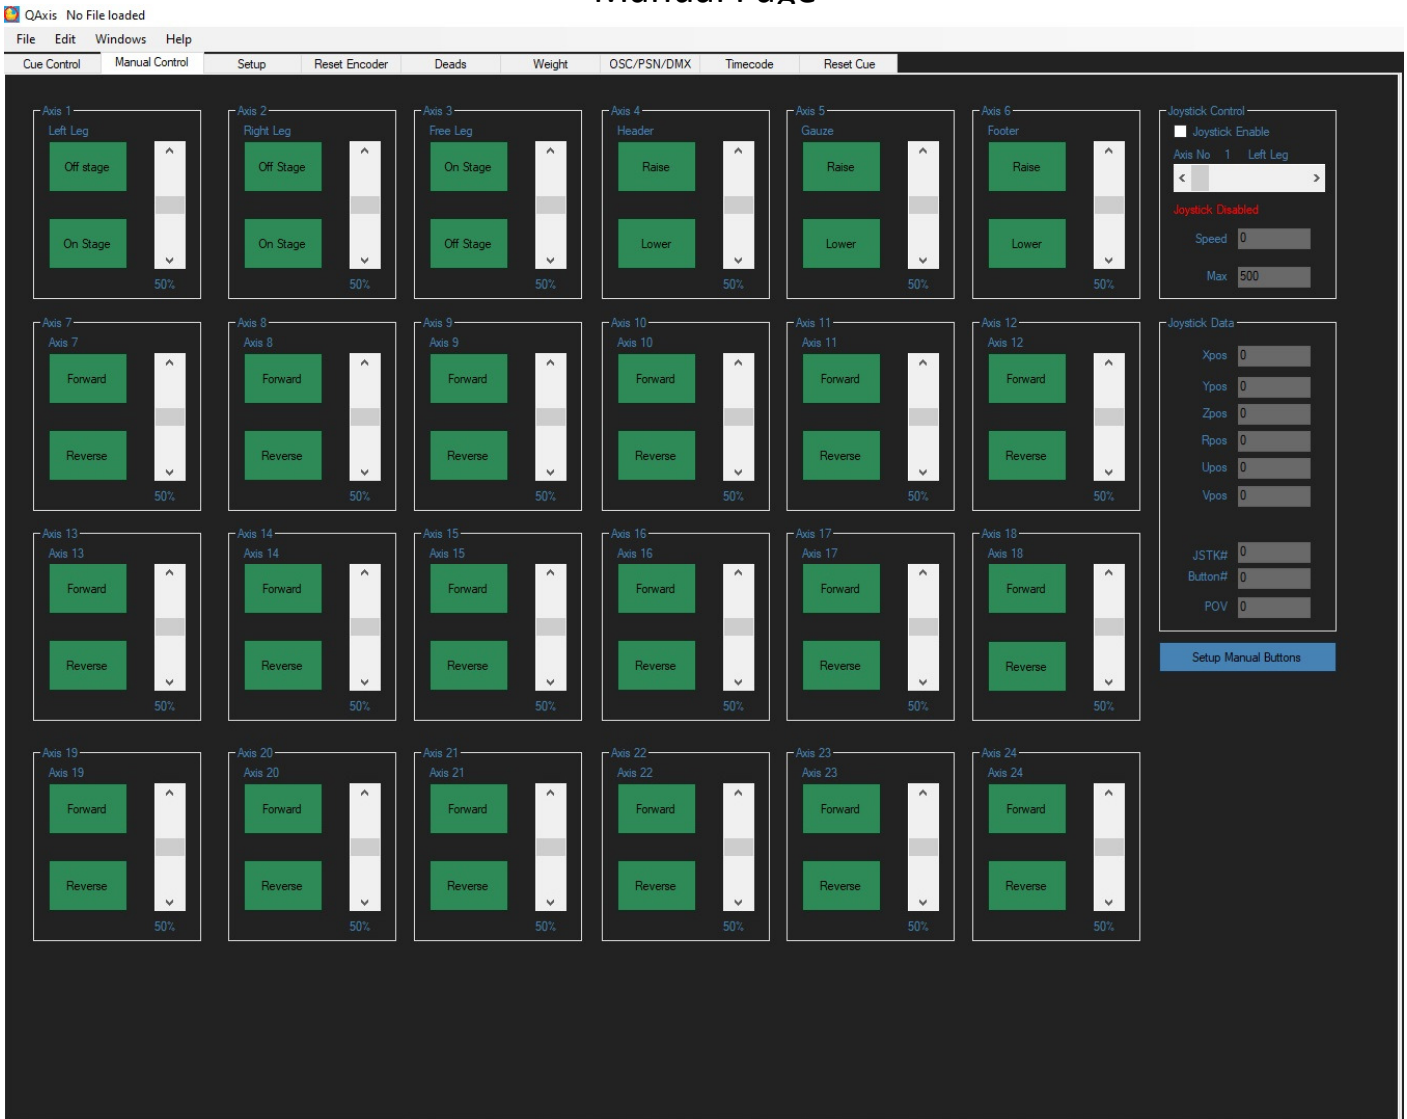 Manual Page
QAxis No File loaded
File Edit Windows Help
Cue Control Manual Control Setup Reset Encoder Deads Weight OSC/PSN/DMX Timecode Reset Cue
Axis 1 Axis 2 Axis 3 Axis 4 Axis 5 Axis 6 Joystick Control
Left Leg Right Leg Free Leg Header Gauze Footer Joystick Enable
Axis No 1 Left Leg
Off stage Off Stage On Stage Raise Raise Raise
Joystick Disabled
On Stage On Stage Off Stage Lower Lower Lower Speed 0
50% 50% 50% 50% 50% 50% Max 500
Axis 7 Axis 8 Axis 9 Axis 10 Axis 11 Axis 12 Joystick Data
Axis 7 Axis 8 Axis 9 Axis 10 Axis 11 Axis 12
Xpos 0
Forward Forward Forward Forward Forward Forward Ypos 0
Zpos 0
Rpos 0
Reverse Reverse Reverse Reverse Reverse Reverse Upos 0
50% 50% 50% 50% 50% 50% Vpos 0
Axis 13 Axis 14 Axis 15 Axis 16 Axis 17 Axis 18
Axis 13 Axis 14 Axis 15 Axis 16 Axis 17 Axis 18 JSTK# 0
Button# 0
Forward Forward Forward Forward Forward Forward
POV 0
Reverse Reverse Reverse Reverse Reverse Reverse Setup Manual Buttons
50% 50% 50% 50% 50% 50%
Axis 19 Axis 20 Axis 21 Axis 22 Axis 23 Axis 24
Axis 19 Axis 20 Axis 21 Axis 22 Axis 23 Axis 24
Forward Forward Forward Forward Forward Forward
Reverse Reverse Reverse Reverse Reverse Reverse
50% 50% 50% 50% 50% 50%